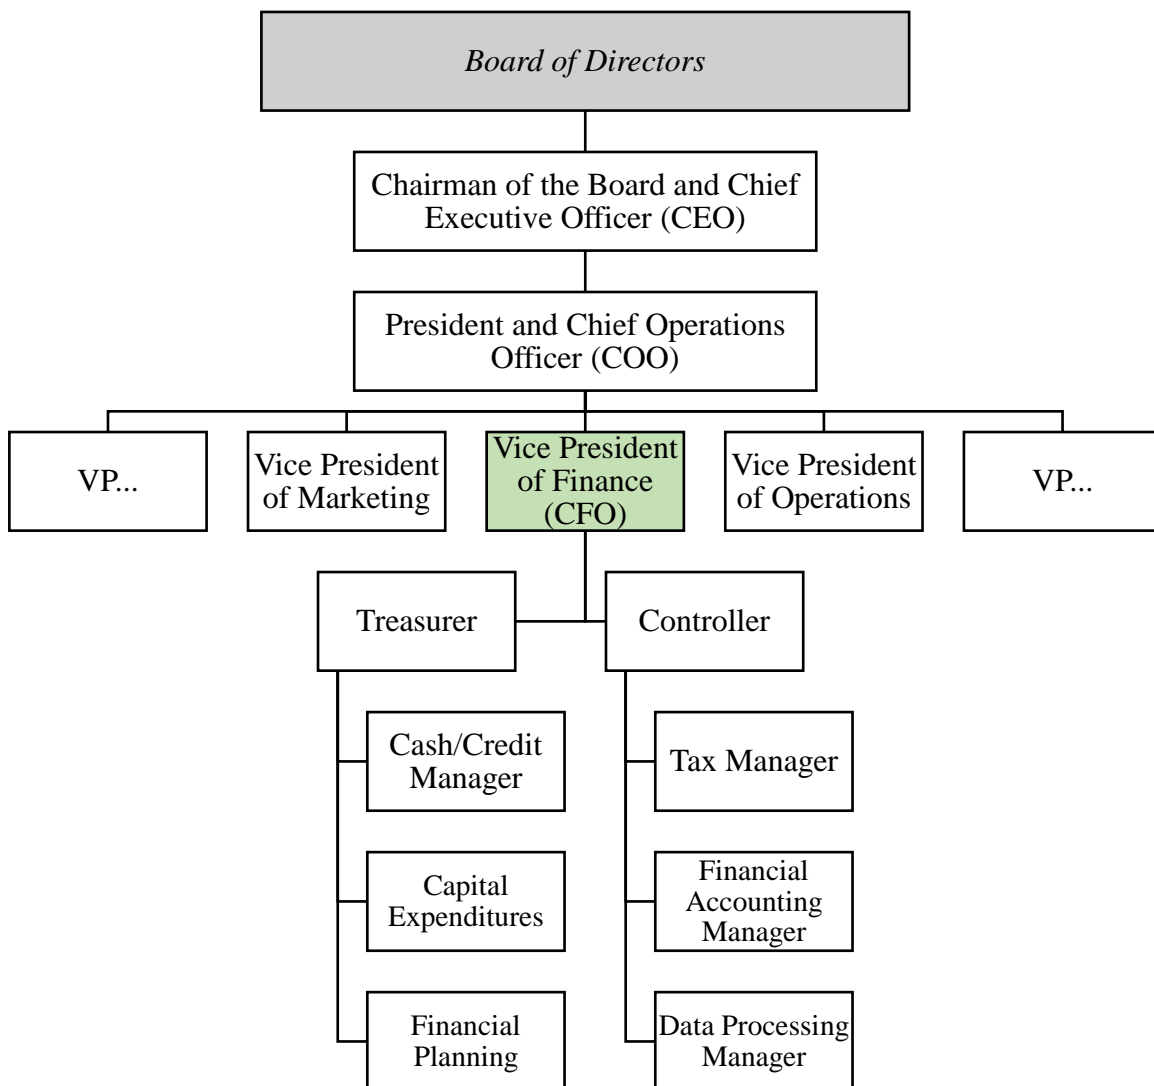 Board of Directors
Chairman of the Board and Chief
Executive Officer (CEO)
President and Chief Operations
Officer (COO)
VP...
Vice President
of Marketing
Vice President
of Finance
(CFO)
Vice President
of Operations
VP...
Treasurer
Controller
Cash/Credit
Manager
Tax Manager
Capital
Expenditures
Financial
Accounting
Manager
Financial
Planning
Data Processing
Manager